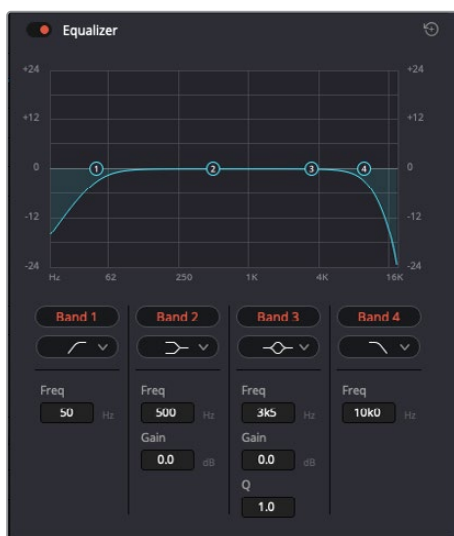 Equalizer
+24 +24
+12 +12
0 1 2 3 4 0
-12 -12
-24 -24
Hz 62 250 1K 4K 16K
Band 1 Band 2 Band 3 Band 4
Freq Freq Freq Freq
50 Hz 500 Hz 3k5 Hz 10k0 Hz
Gain Gain
0.0 dB 0.0 dB
Q
1.0